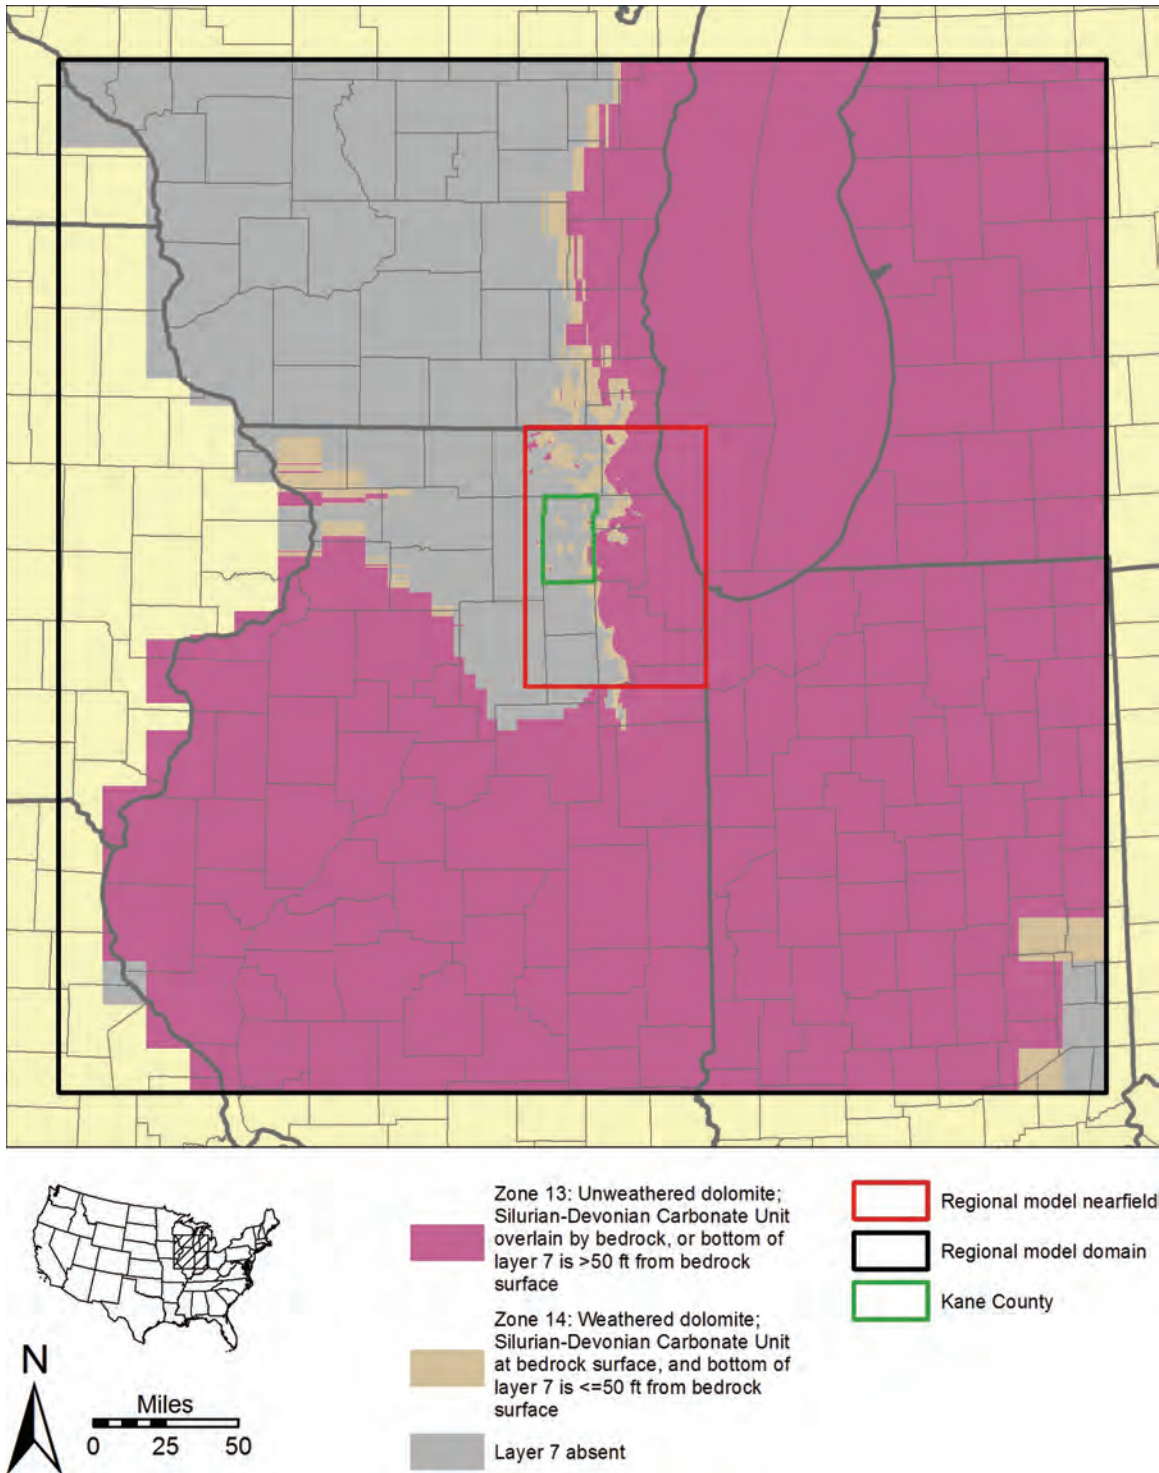 Zone 13: Unweathered dolomite;
Silurian-Devonian Carbonate Unit
overlain by bedrock, or bottom of
layer 7 is >50 ft from bedrock
surface
Zone 14: Weathered dolomite;
Silurian-Devonian Carbonate Unit
at bedrock surface, and bottom of
layer 7 is <=50 ft from bedrock
surface
Layer 7 absent
Regional model nearfield
Regional model domain
Kane County
N
Miles
0 25 50